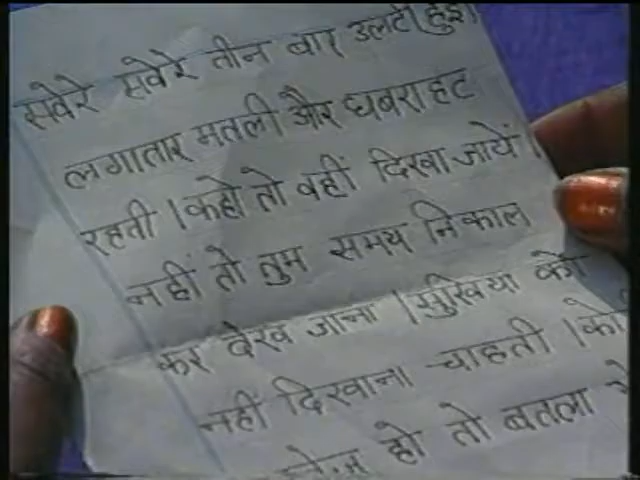 सवेरे सवेरे तीन बार उलटी हुई
लगातार मतली और घबराहट
रहती । कहो तो वहीं दिखा जायें ।
नहीं तो तुम समय निकाल
कर देख जाना । मुखिया को
नहीं दिखाना चाहती ।
हो तो बतला